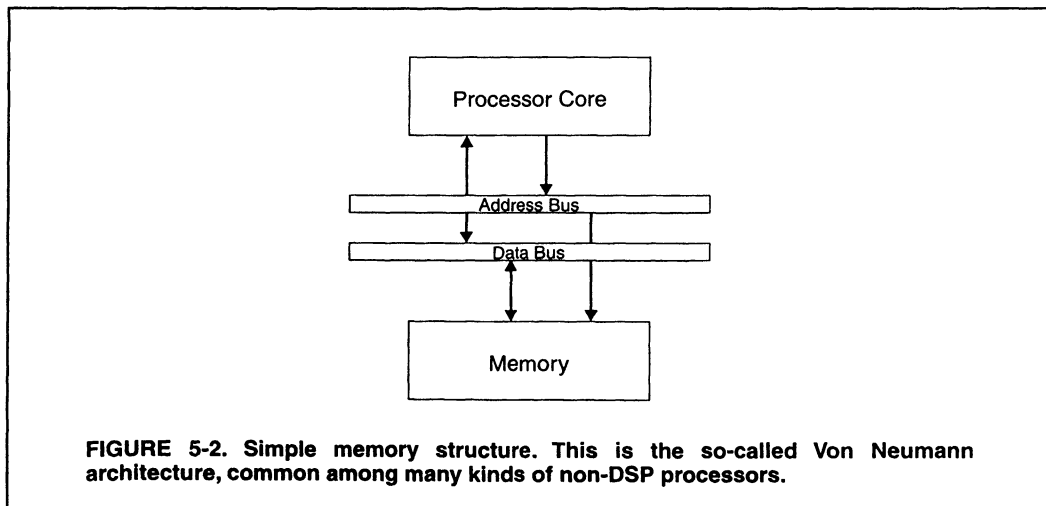 Processor Core
Address Bus
Data Bus
Memory
FIGURE 5-2. Simple memory structure. This is the so-called Von Neumann
architecture, common among many kinds of non-DSP processors.